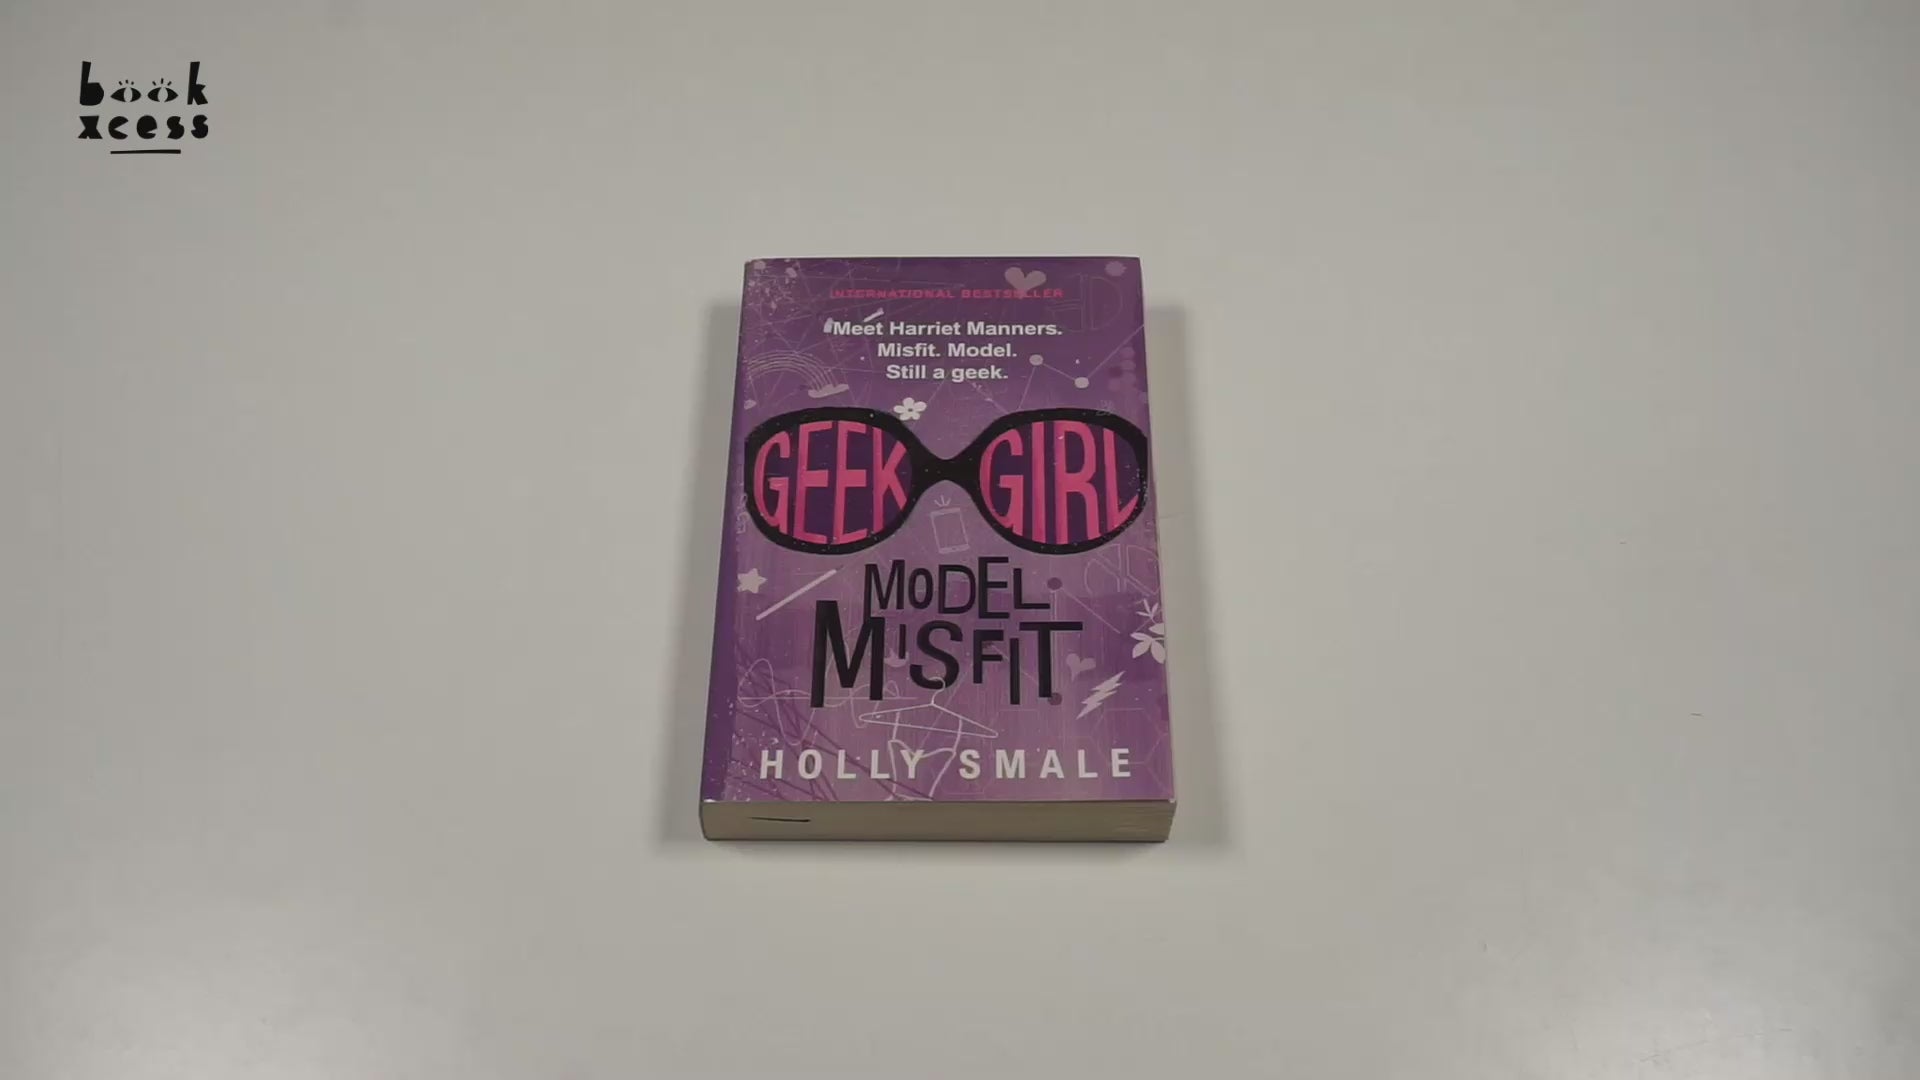 book
xcess
INTERNATIONAL BESTSELLER
Meet Harriet Manners.
Misfit. Model.
Still a geek.
GEEK GIRL
MODEL
MISFIT
HOLLY SMALE